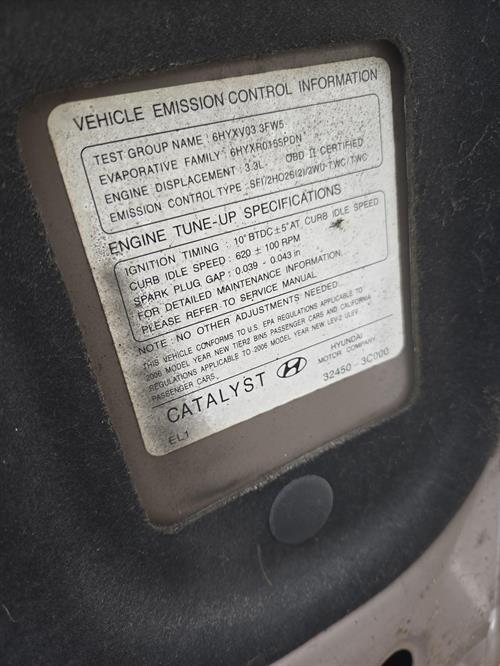 VEHICLE EMISSION CONTROL INFORMATION
TEST GROUP NAME : 6HYXV03.3FW5
EVAPORATIVE FAMILY : 6HYXR0155PDN
ENGINE DISPLACEMENT : 3.3L OBD II CERTIFIED
EMISSION CONTROL TYPE : SFI/2HO2S(2)/2WU-TWC/TWC
ENGINE TUNE-UP SPECIFICATIONS
IGNITION TIMING : 10°BTDC±5°AT CURB IDLE SPEED
CURB IDLE SPEED : 620 ± 100 RPM
SPARK PLUG GAP : 0.039 - 0.043 in
FOR DETAILED MAINTENANCE INFORMATION.
PLEASE REFER TO SERVICE MANUAL
NOTE : NO OTHER ADJUSTMENTS NEEDED.
THIS VEHICLE CONFORMS TO U.S. EPA REGULATIONS APPLICABLE TO
2006 MODEL YEAR NEW TIER2 BIN5 PASSENGER CARS AND CALIFORNIA
REGULATIONS APPLICABLE TO 2006 MODEL YEAR NEW LEV-2 ULEV
PASSENGER CARS.
CATALYST
HYUNDAI
MOTOR COMPANY
EL1
32450 - 3C000